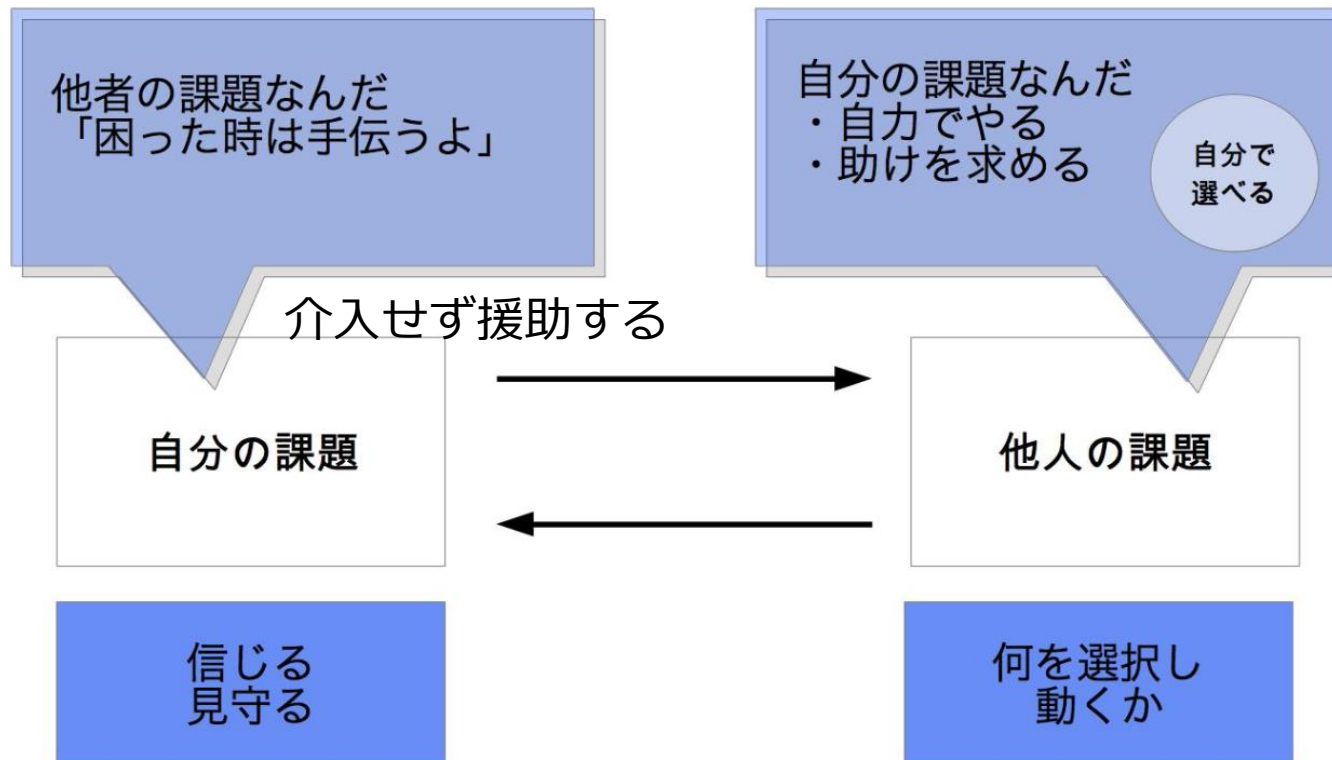 他者の課題なんだ
「困った時は手伝うよ」
自分の課題なんだ
・自力でやる
・助けを求める
自分で
選べる
介入せず援助する
自分の課題
他人の課題
信じる
見守る
何を選択し
動くか